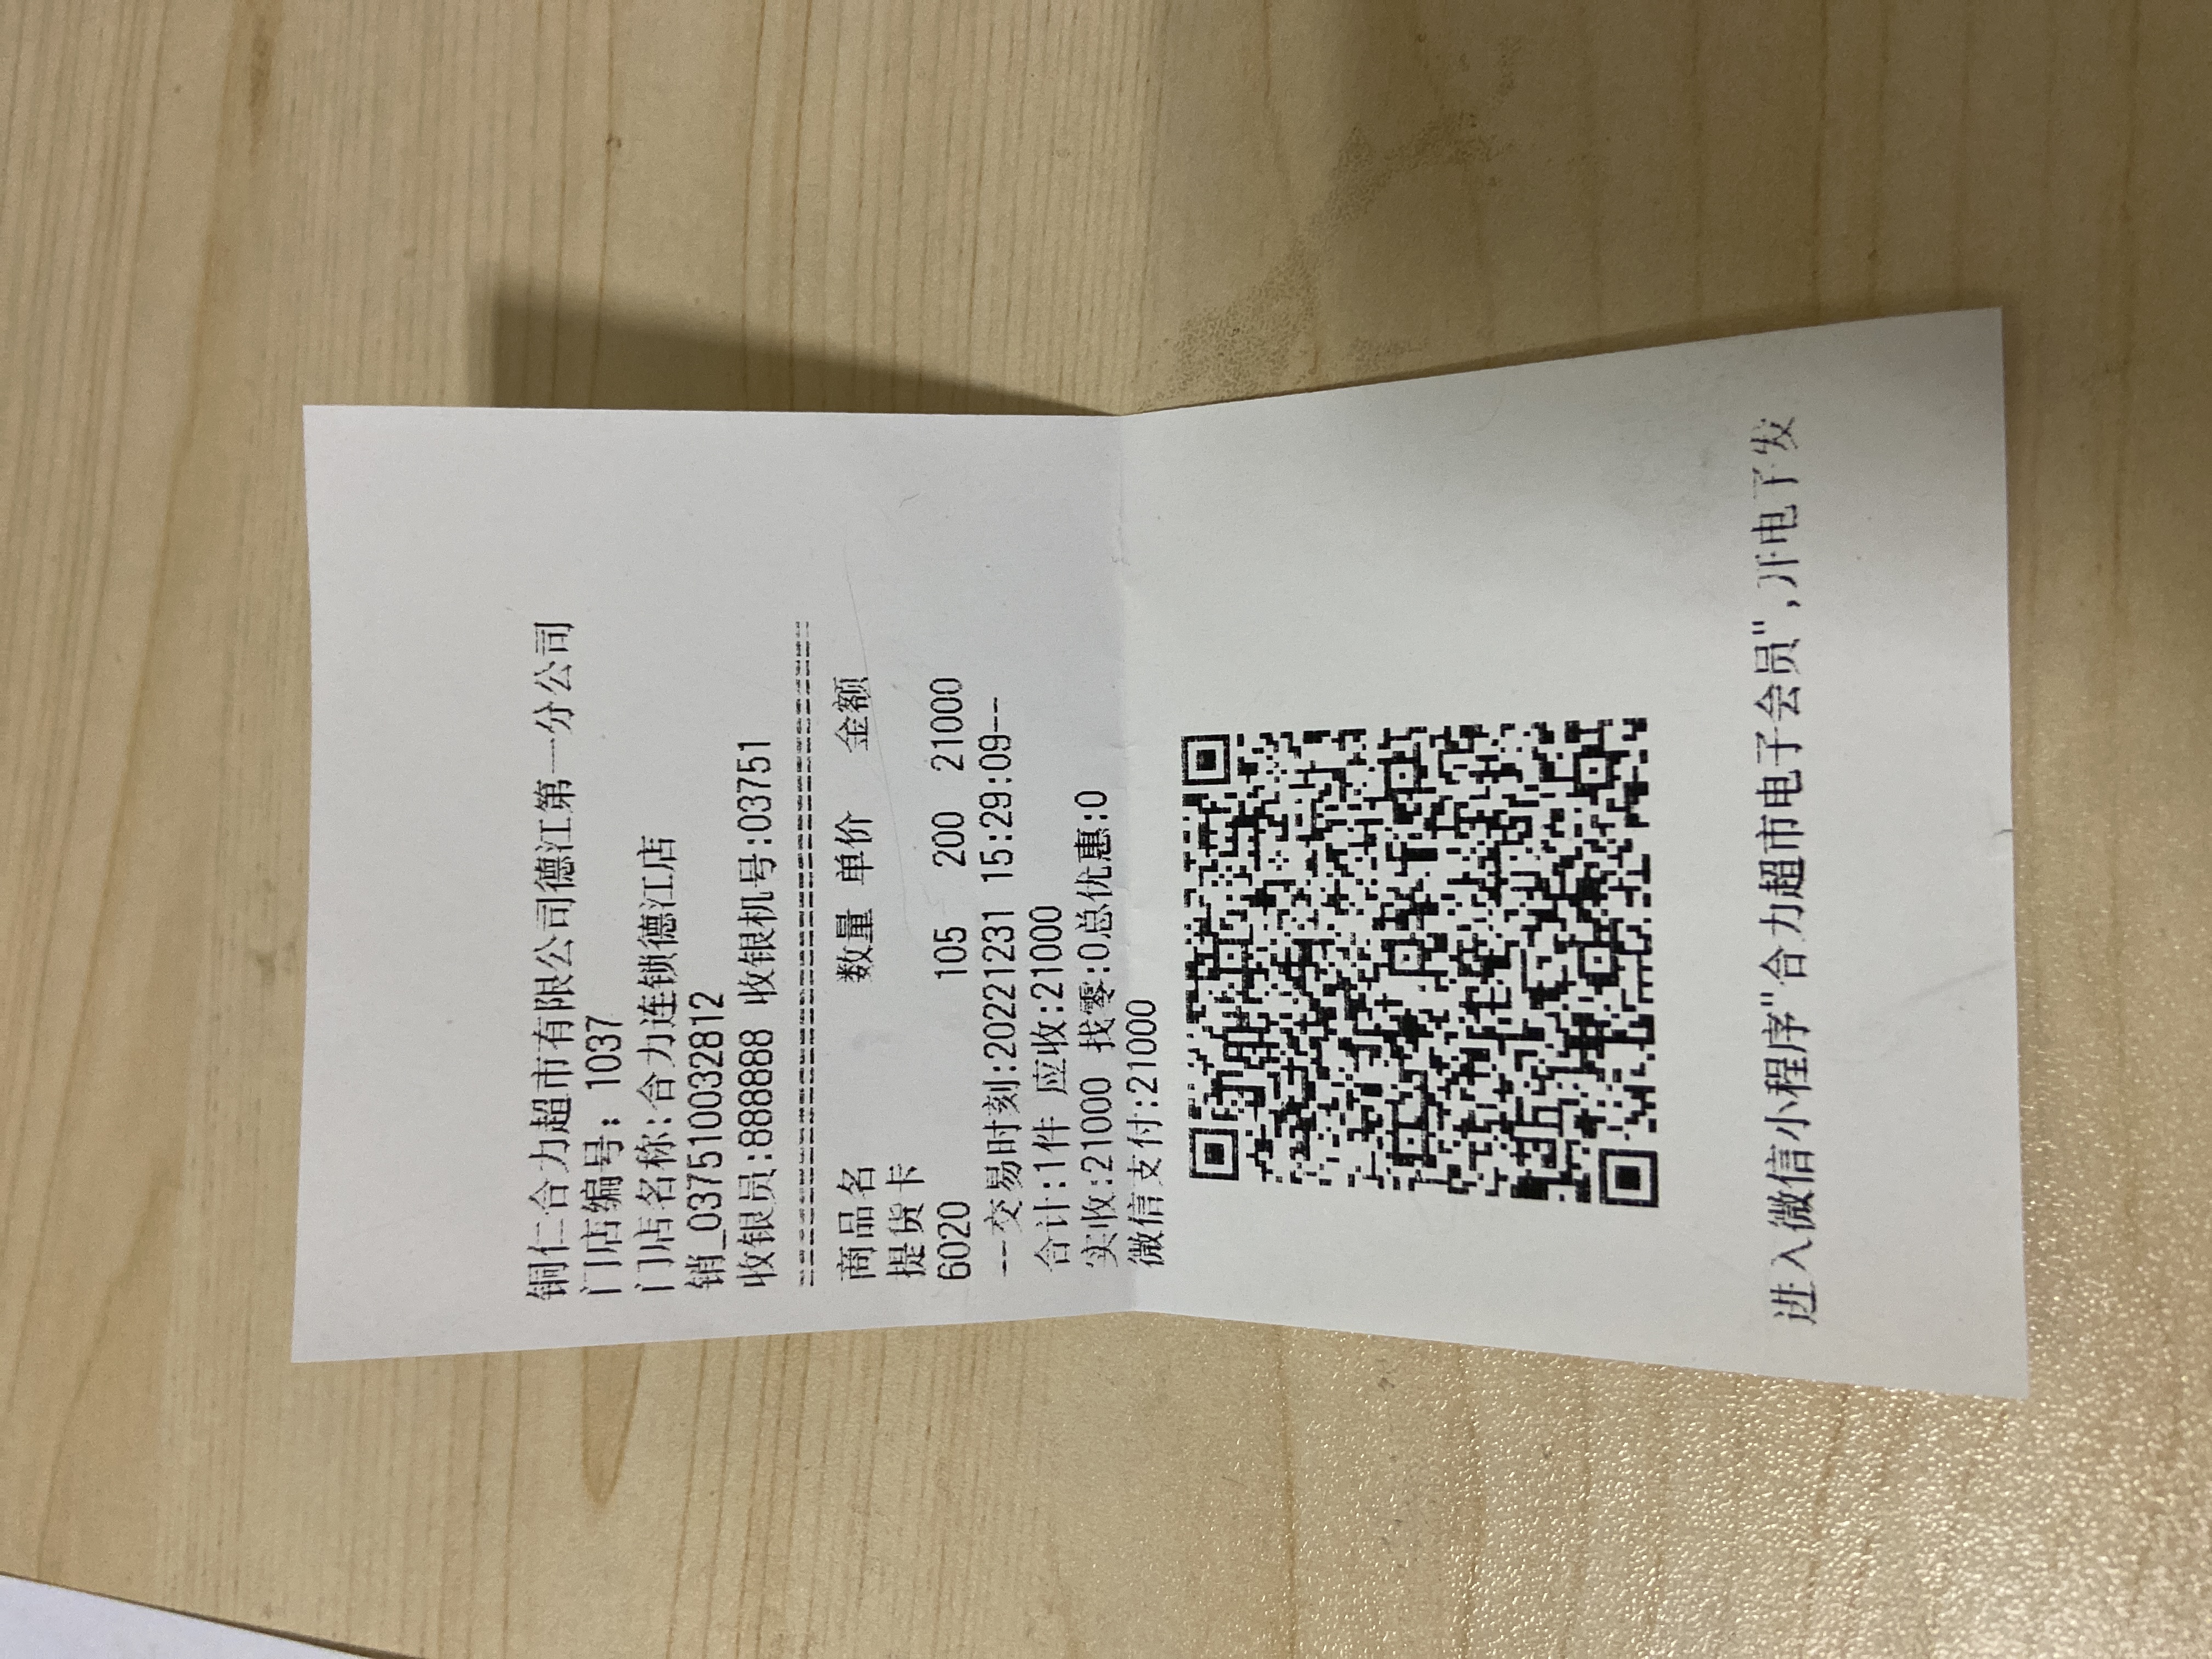 铜仁合力超市有限公司德江第一分公司
门店编号: 1037
门店名称:合力连锁德江店
销_0375100032812
收银员:888888 收银机号:03751
================================
商品名 数量 单价 金额
提货卡
6020 105 200 21000
--交易时刻:20221231 15:29:09--
合计:1件 应收:21000
实收:21000 找零:0总优惠:0
微信支付:21000
进入微信小程序"合力超市电子会员",开电子发